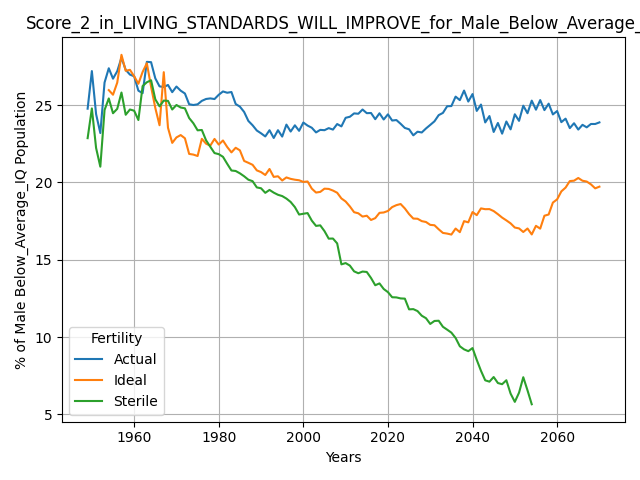 Score_2_in_LIVING_STANDARDS_WILL_IMPROVE_for_Male_Below_Average_
% of Male Below_Average_IQ Population
25
20
15
10
5
Fertility
Actual
Ideal
Sterile
1960 1980 2000 2020 2040 2060
Years